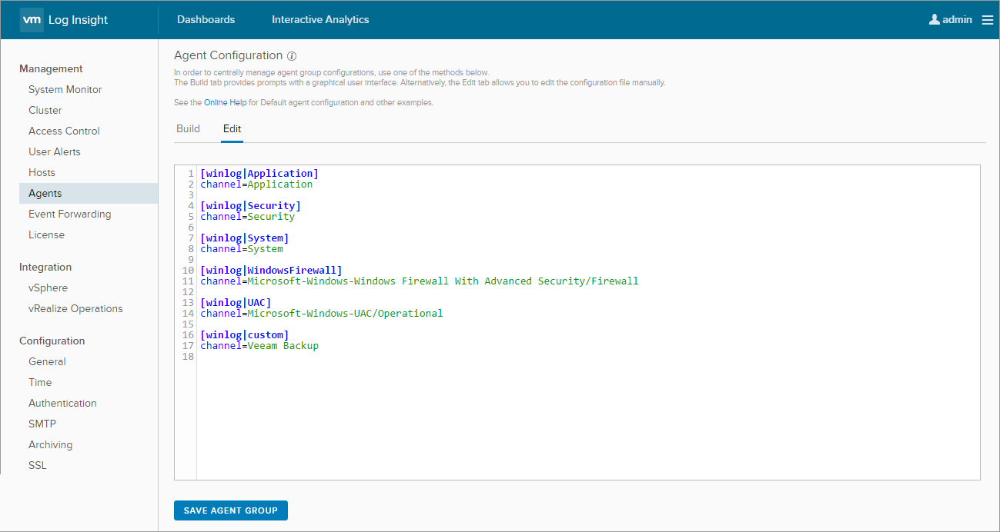 vm Log Insight
Dashboards
Interactive Analytics
admin
Management
System Monitor
Cluster
Access Control
User Alerts
Hosts
Agents
Event Forwarding
License
Integration
vSphere
vRealize Operations
Configuration
General
Time
Authentication
SMTP
Archiving
SSL
Agent Configuration i
In order to centrally manage agent group configurations, use one of the methods below.
The Build tab provides prompts with a graphical user interface. Alternatively, the Edit tab allows you to edit the configuration file manually.
See the Online Help for Default agent configuration and other examples.
Build
Edit
1 [winlog|Application]
2 channel=Application
3
4 [winlog|Security]
5 channel=Security
6
7 [winlog|System]
8 channel=System
9
10 [winlog|WindowsFirewall]
11 channel=Microsoft-Windows-Windows Firewall With Advanced Security/Firewall
12
13 [winlog|UAC]
14 channel=Microsoft-Windows-UAC/Operational
15
16 [winlog|custom]
17 channel=Veeam Backup
18
SAVE AGENT GROUP